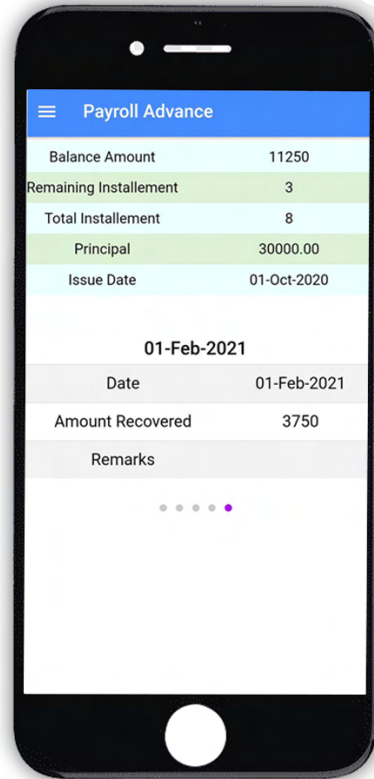 Payroll Advance
Balance Amount 11250
Remaining Installement 3
Total Installement 8
Principal 30000.00
Issue Date 01-Oct-2020
01-Feb-2021
Date 01-Feb-2021
Amount Recovered 3750
Remarks